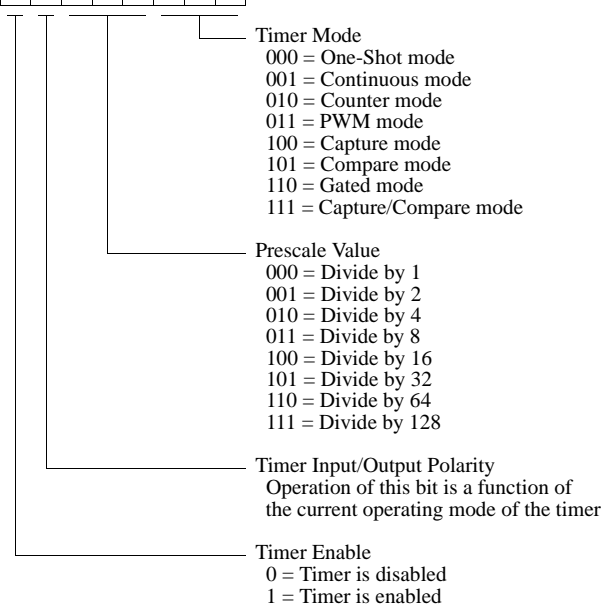 Timer Mode
000 = One-Shot mode
001 = Continuous mode
010 = Counter mode
011 = PWM mode
100 = Capture mode
101 = Compare mode
110 = Gated mode
111 = Capture/Compare mode
Prescale Value
000 = Divide by 1
001 = Divide by 2
010 = Divide by 4
011 = Divide by 8
100 = Divide by 16
101 = Divide by 32
110 = Divide by 64
111 = Divide by 128
Timer Input/Output Polarity
Operation of this bit is a function of
the current operating mode of the timer
Timer Enable
0 = Timer is disabled
1 = Timer is enabled